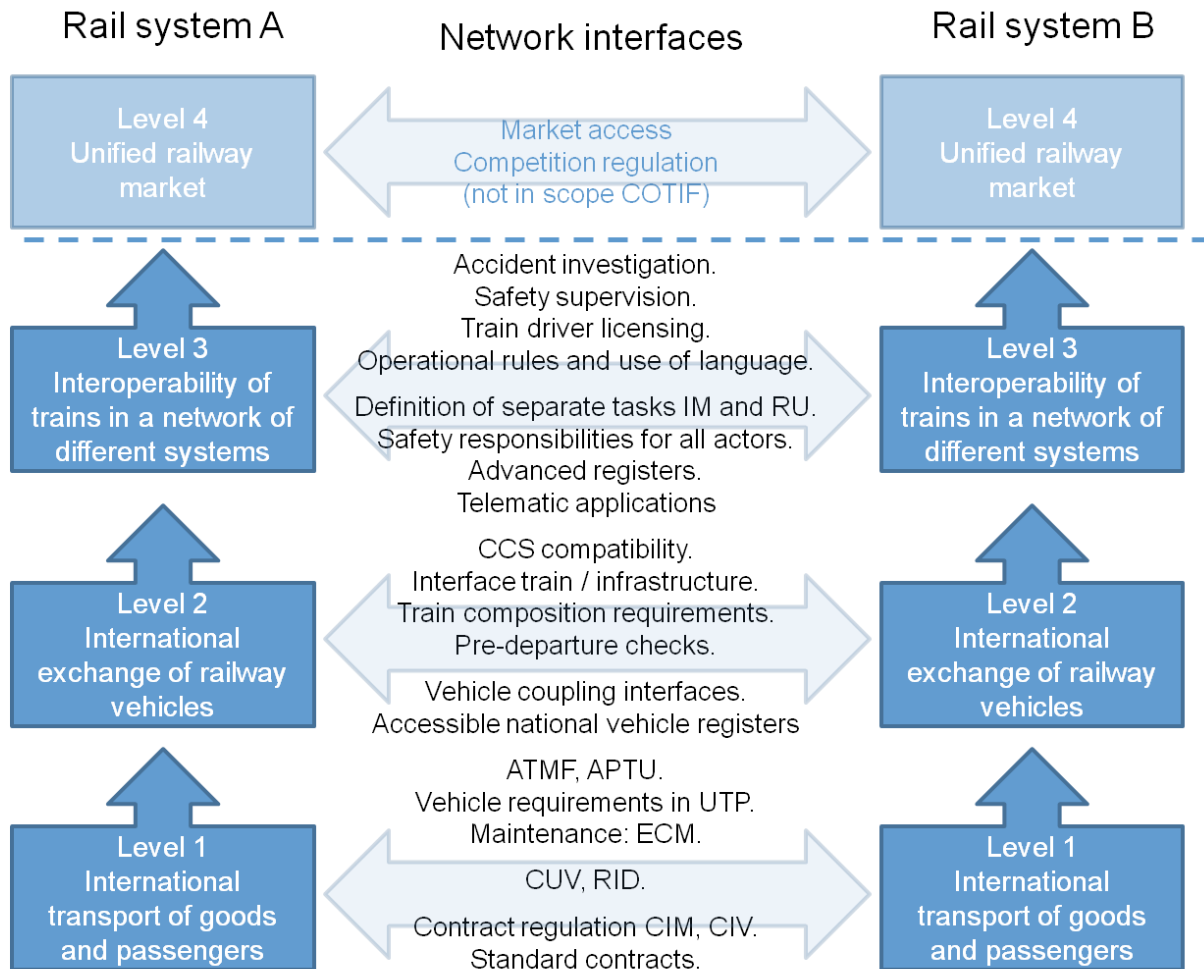 Rail system A
Network interfaces
Rail system B
Level 4
Unified railway
market
Market access
Competition regulation
(not in scope COTIF)
Level 4
Unified railway
market
Accident investigation.
Safety supervision.
Train driver licensing.
Operational rules and use of language.
Definition of separate tasks IM and RU.
Safety responsibilities for all actors.
Advanced registers.
Telematic applications
Level 3
Interoperability of
trains in a network of
different systems
Level 3
Interoperability of
trains in a network of
different systems
CCS compatibility.
Interface train / infrastructure.
Train composition requirements.
Pre-departure checks.
Vehicle coupling interfaces.
Accessible national vehicle registers
Level 2
International
exchange of railway
vehicles
Level 2
International
exchange of railway
vehicles
ATMF, APTU.
Vehicle requirements in UTP.
Maintenance: ECM.
CUV, RID.
Contract regulation CIM, CIV.
Standard contracts.
Level 1
International
transport of goods
and passengers
Level 1
International
transport of goods
and passengers